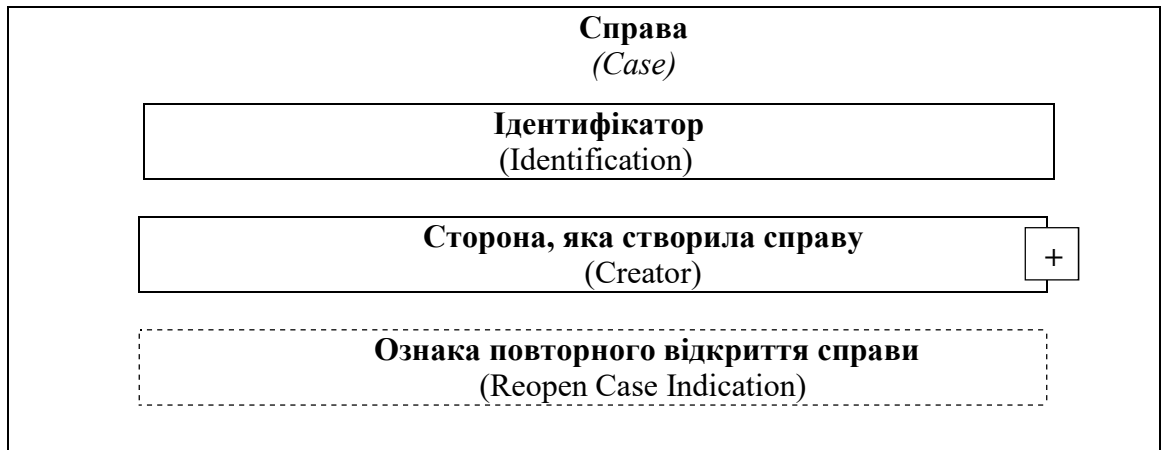 Справа
(Case)
Ідентифікатор
(Identification)
Сторона, яка створила справу
(Creator)
+
Ознака повторного відкриття справи
(Reopen Case Indication)